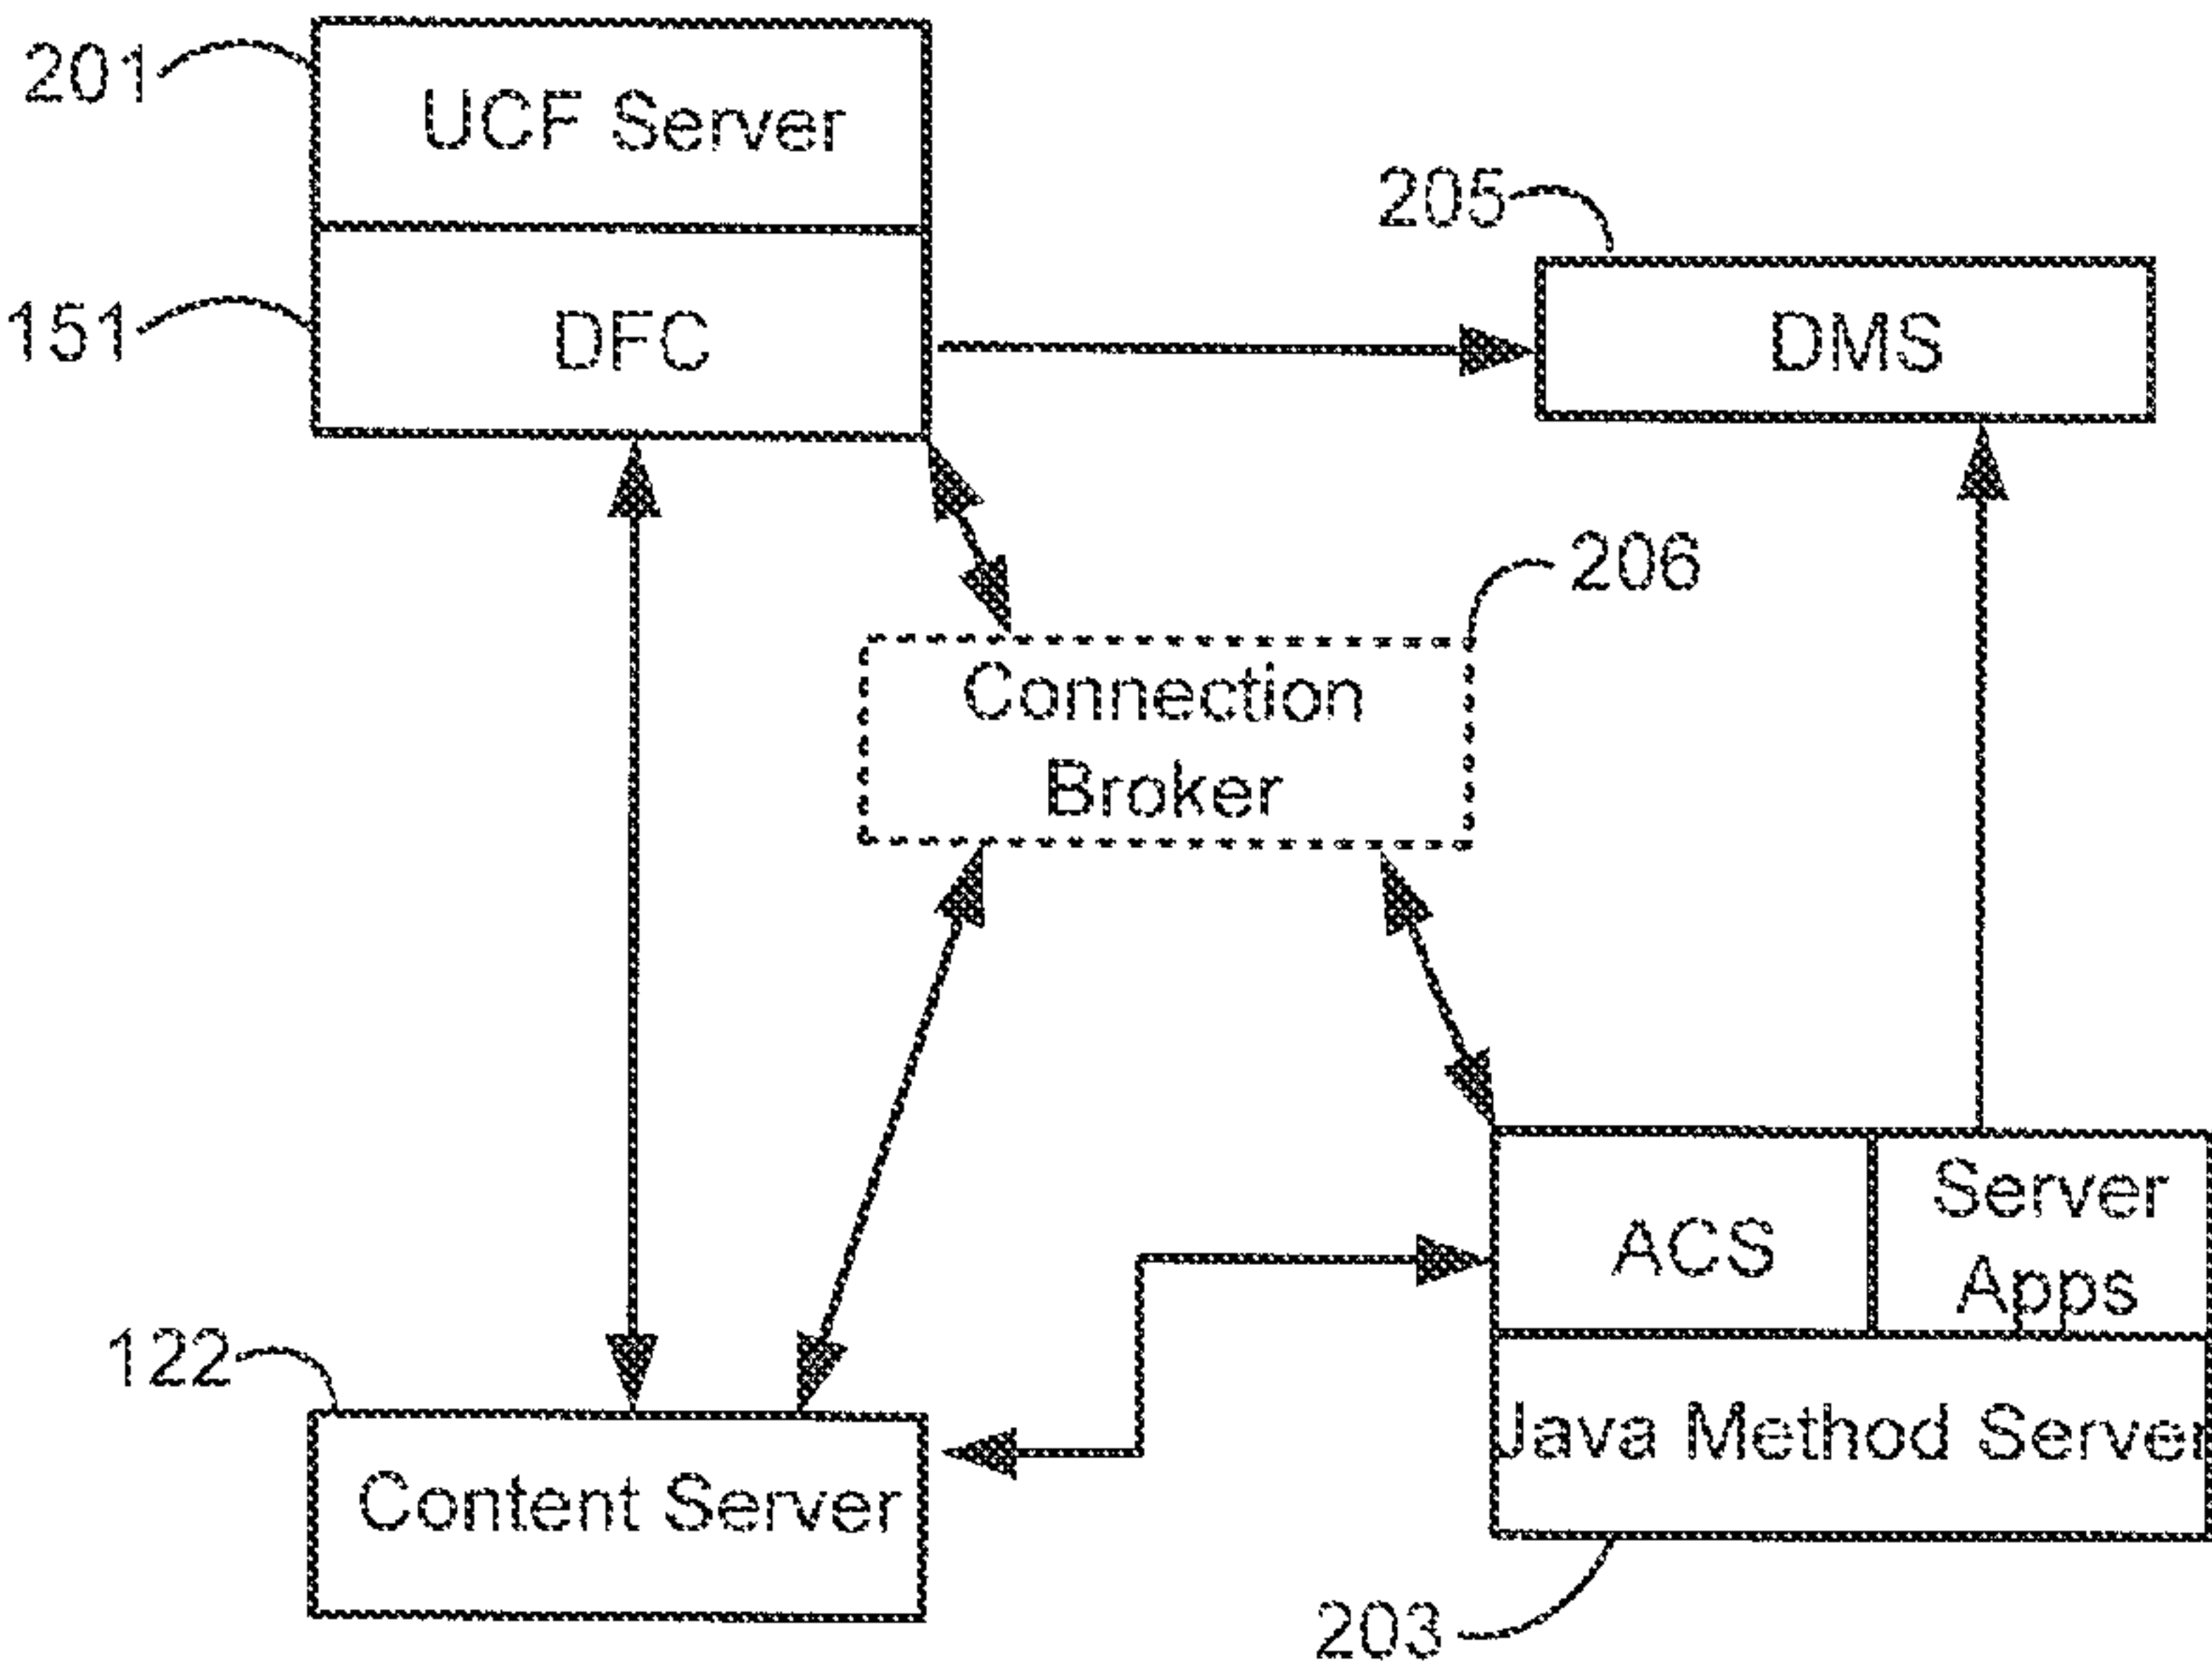 201
UCF Server
205
151
DFC
DMS
206
Connection
Broker
Server
ACS
Apps
122
Java Method Server
Content Server
203